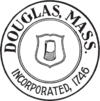 DOUGLAS, MASS.
INCORPORATED, 1746